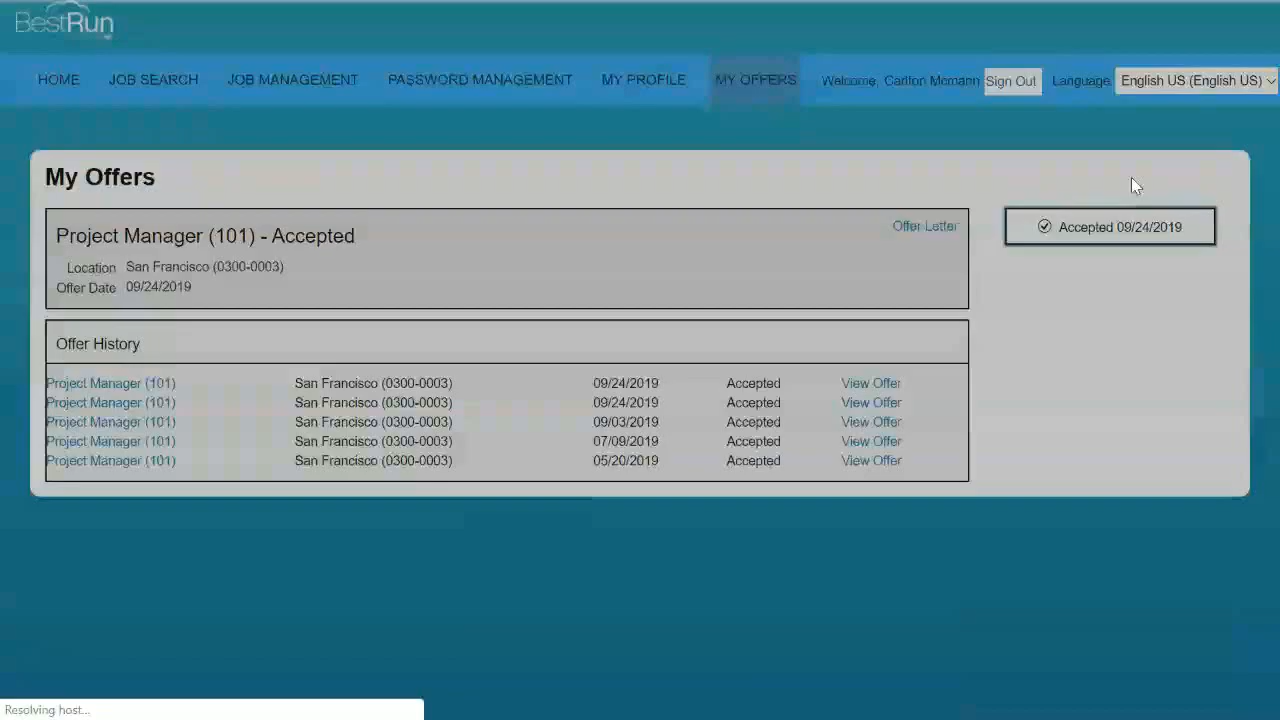 BestRun
HOME JOB SEARCH JOB MANAGEMENT PASSWORD MANAGEMENT MY PROFILE MY OFFERS Welcome, Carlton Mcmann Sign Out Language English US (English US)
My Offers
Project Manager (101) - Accepted Offer Letter
Location San Francisco (0300-0003)
Offer Date 09/24/2019
Accepted 09/24/2019
Offer History
Project Manager (101) San Francisco (0300-0003) 09/24/2019 Accepted View Offer
Project Manager (101) San Francisco (0300-0003) 09/24/2019 Accepted View Offer
Project Manager (101) San Francisco (0300-0003) 09/03/2019 Accepted View Offer
Project Manager (101) San Francisco (0300-0003) 07/09/2019 Accepted View Offer
Project Manager (101) San Francisco (0300-0003) 05/20/2019 Accepted View Offer
Resolving host...